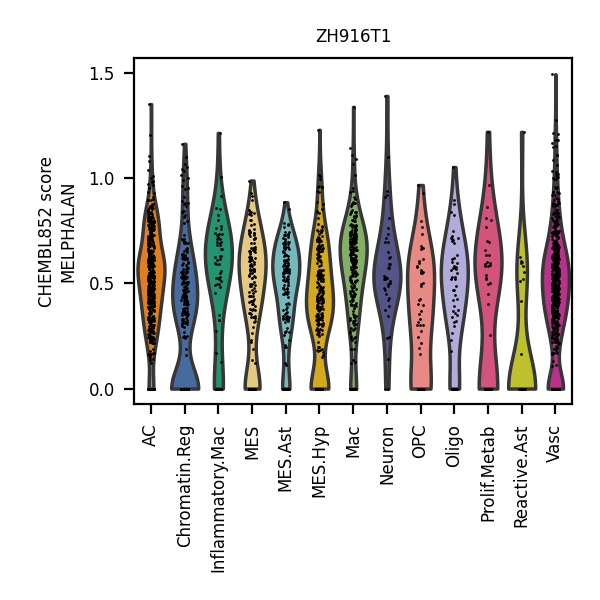 ZH916T1
CHEMBL852 score
MELPHALAN
1.5
1.0
0.5
0.0
AC
Chromatin.Reg
Inflammatory.Mac
MES
MES.Ast
MES.Hyp
Mac
Neuron
OPC
Oligo
Prolif.Metab
Reactive.Ast
Vasc